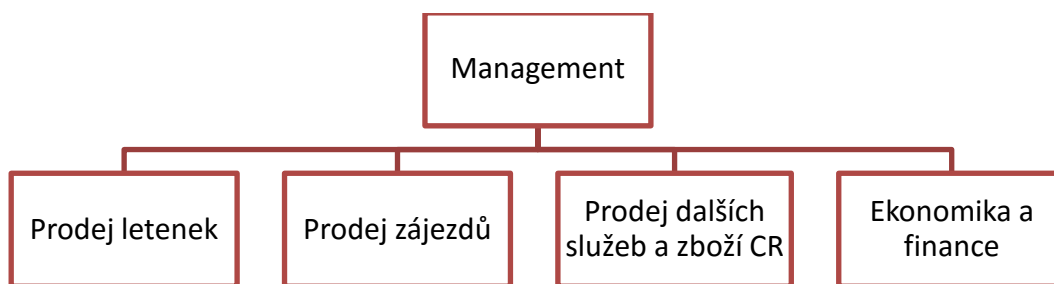 Management
Prodej letenek
Prodej zájezdů
Prodej dalších
služeb a zboží CR
Ekonomika a
finance